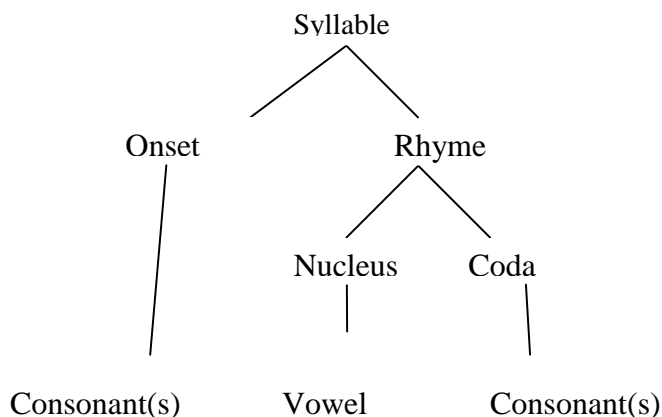 Syllable
Onset Rhyme
Nucleus Coda
Consonant(s) Vowel Consonant(s)